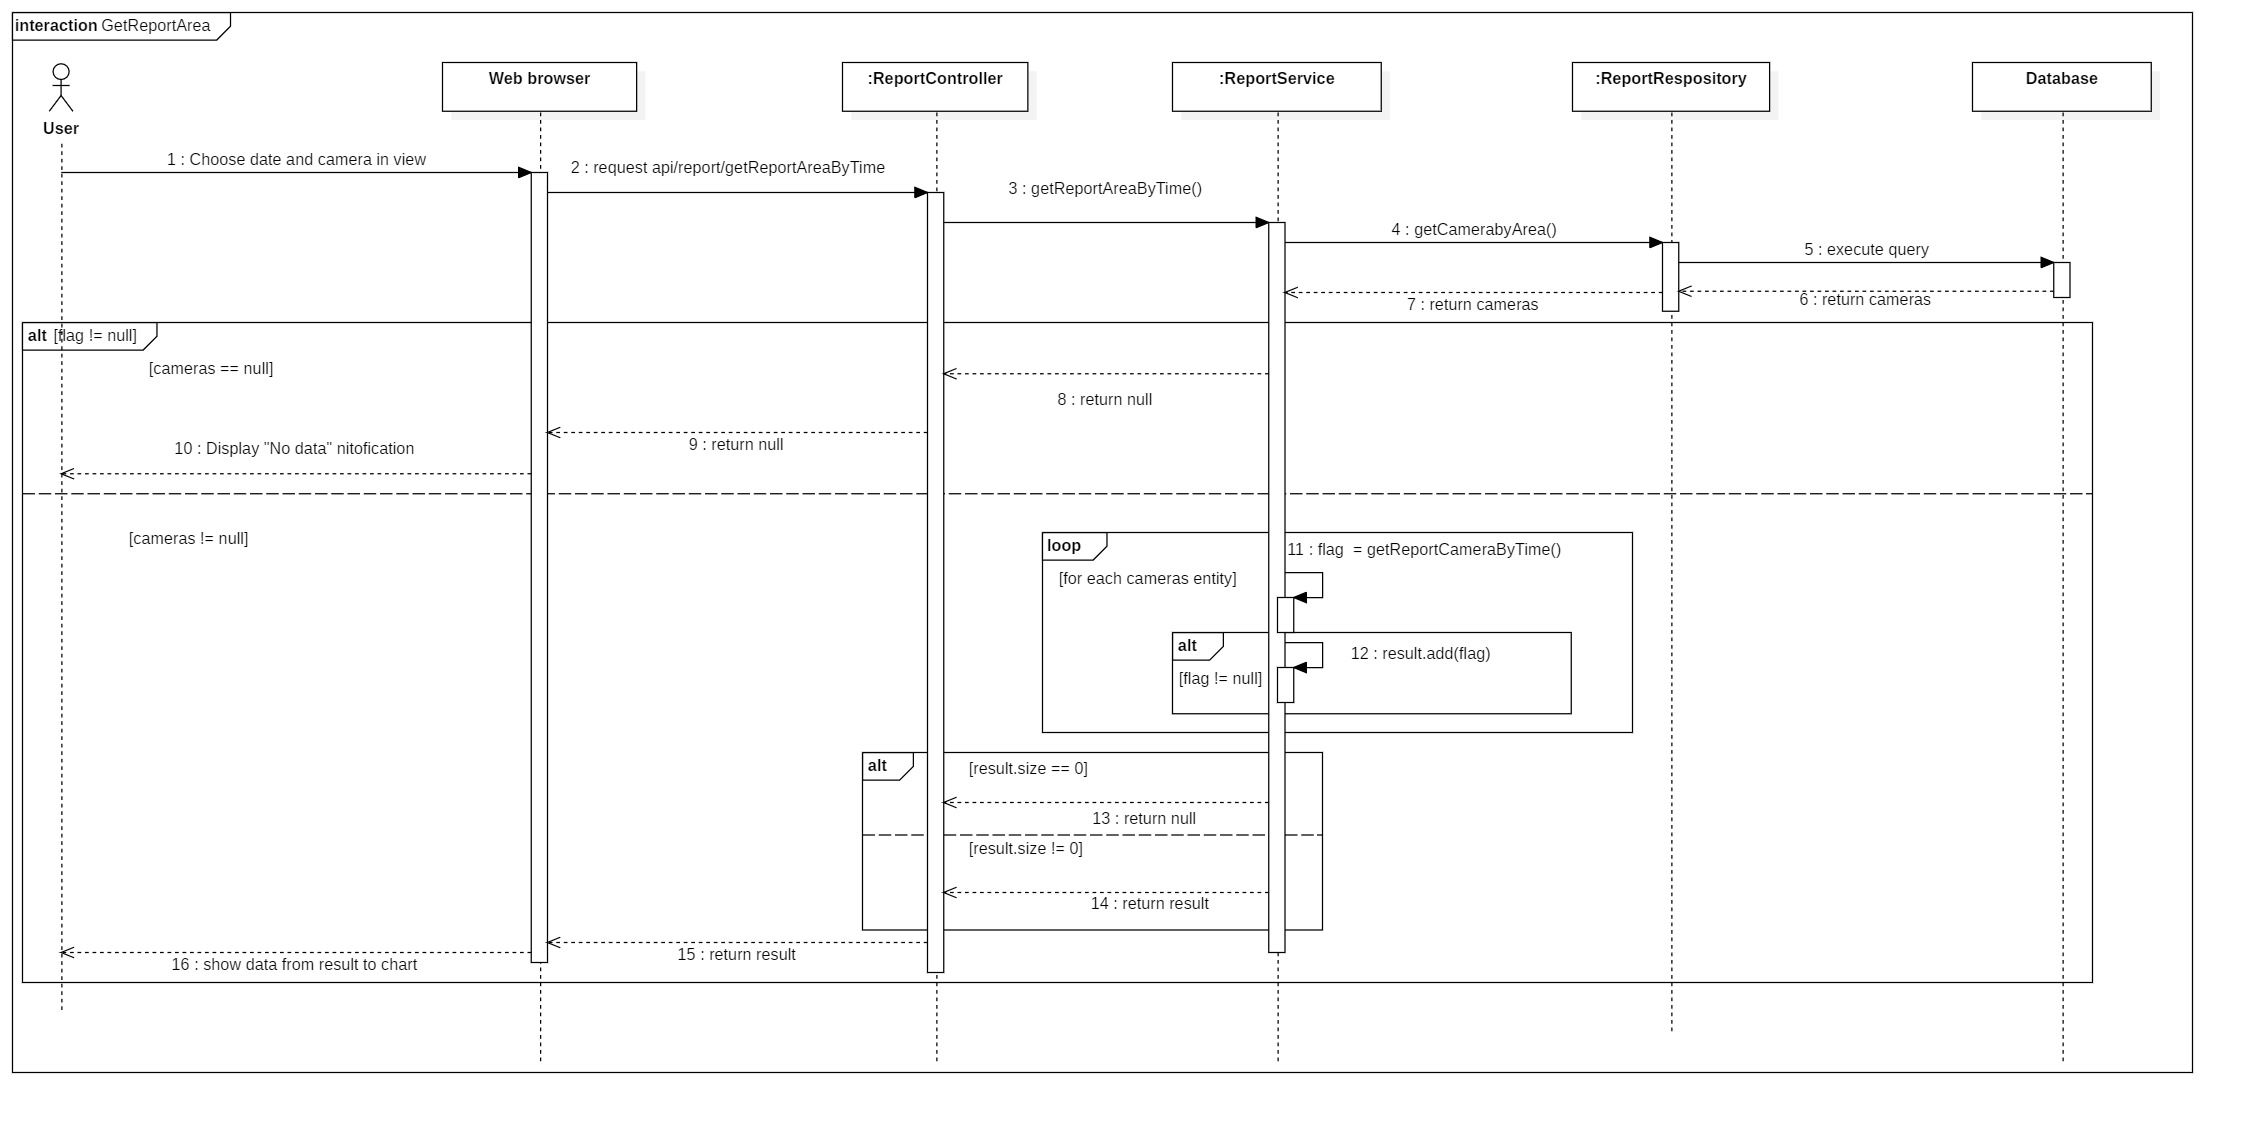 interaction GetReportArea
User
Web browser
:ReportController
:ReportService
:ReportRespository
Database
1 : Choose date and camera in view
2 : request api/report/getReportAreaByTime
3 : getReportAreaByTime()
4 : getCamerabyArea()
5 : execute query
6 : return cameras
7 : return cameras
alt [flag != null]
[cameras == null]
8 : return null
9 : return null
10 : Display "No data" nitofication
[cameras != null]
loop
11 : flag  = getReportCameraByTime()
[for each cameras entity]
alt
12 : result.add(flag)
[flag != null]
alt
[result.size == 0]
13 : return null
[result.size != 0]
14 : return result
15 : return result
16 : show data from result to chart